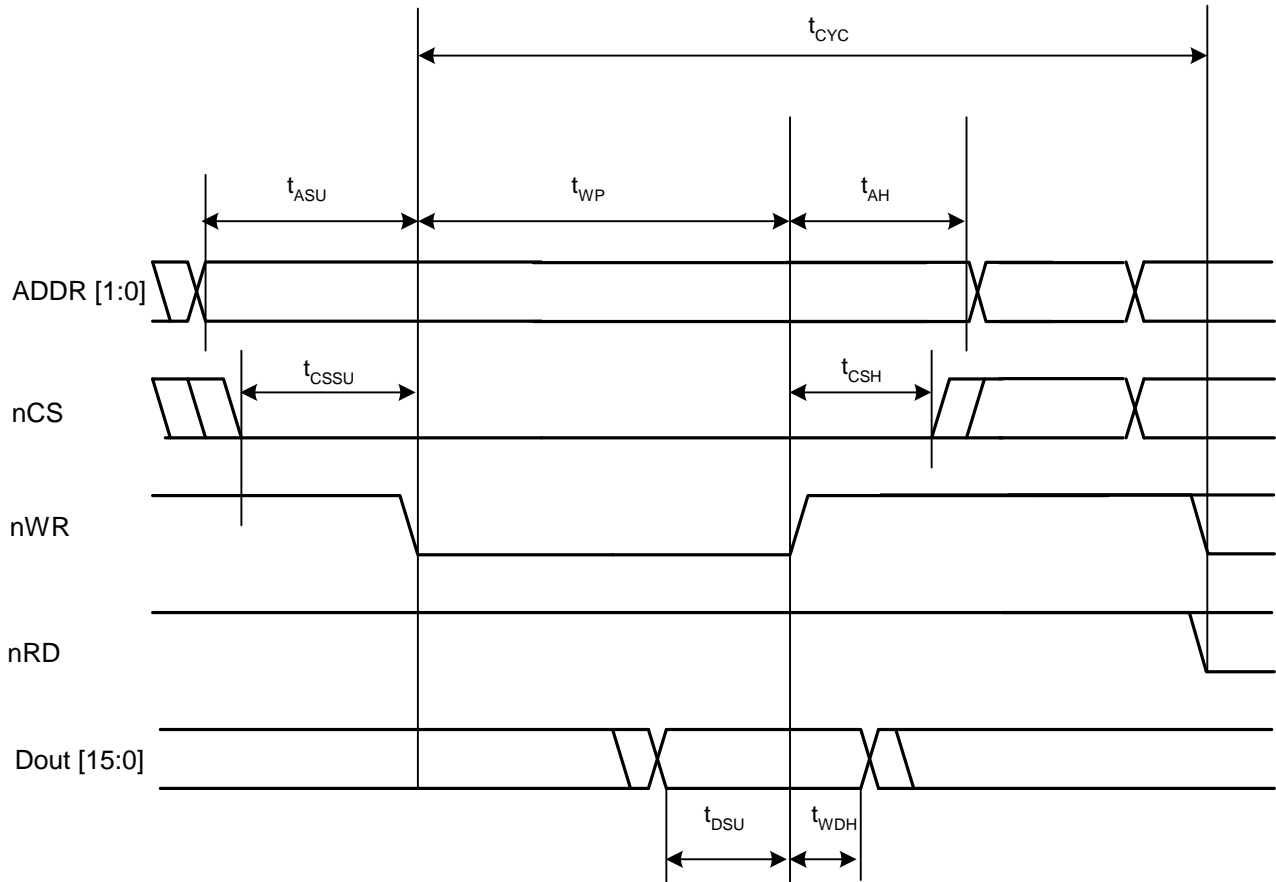 tCYC
tASU
tWP
tAH
ADDR [1:0]
tCSSU
tCSH
nCS
nWR
nRD
Dout [15:0]
tDSU
tWDH